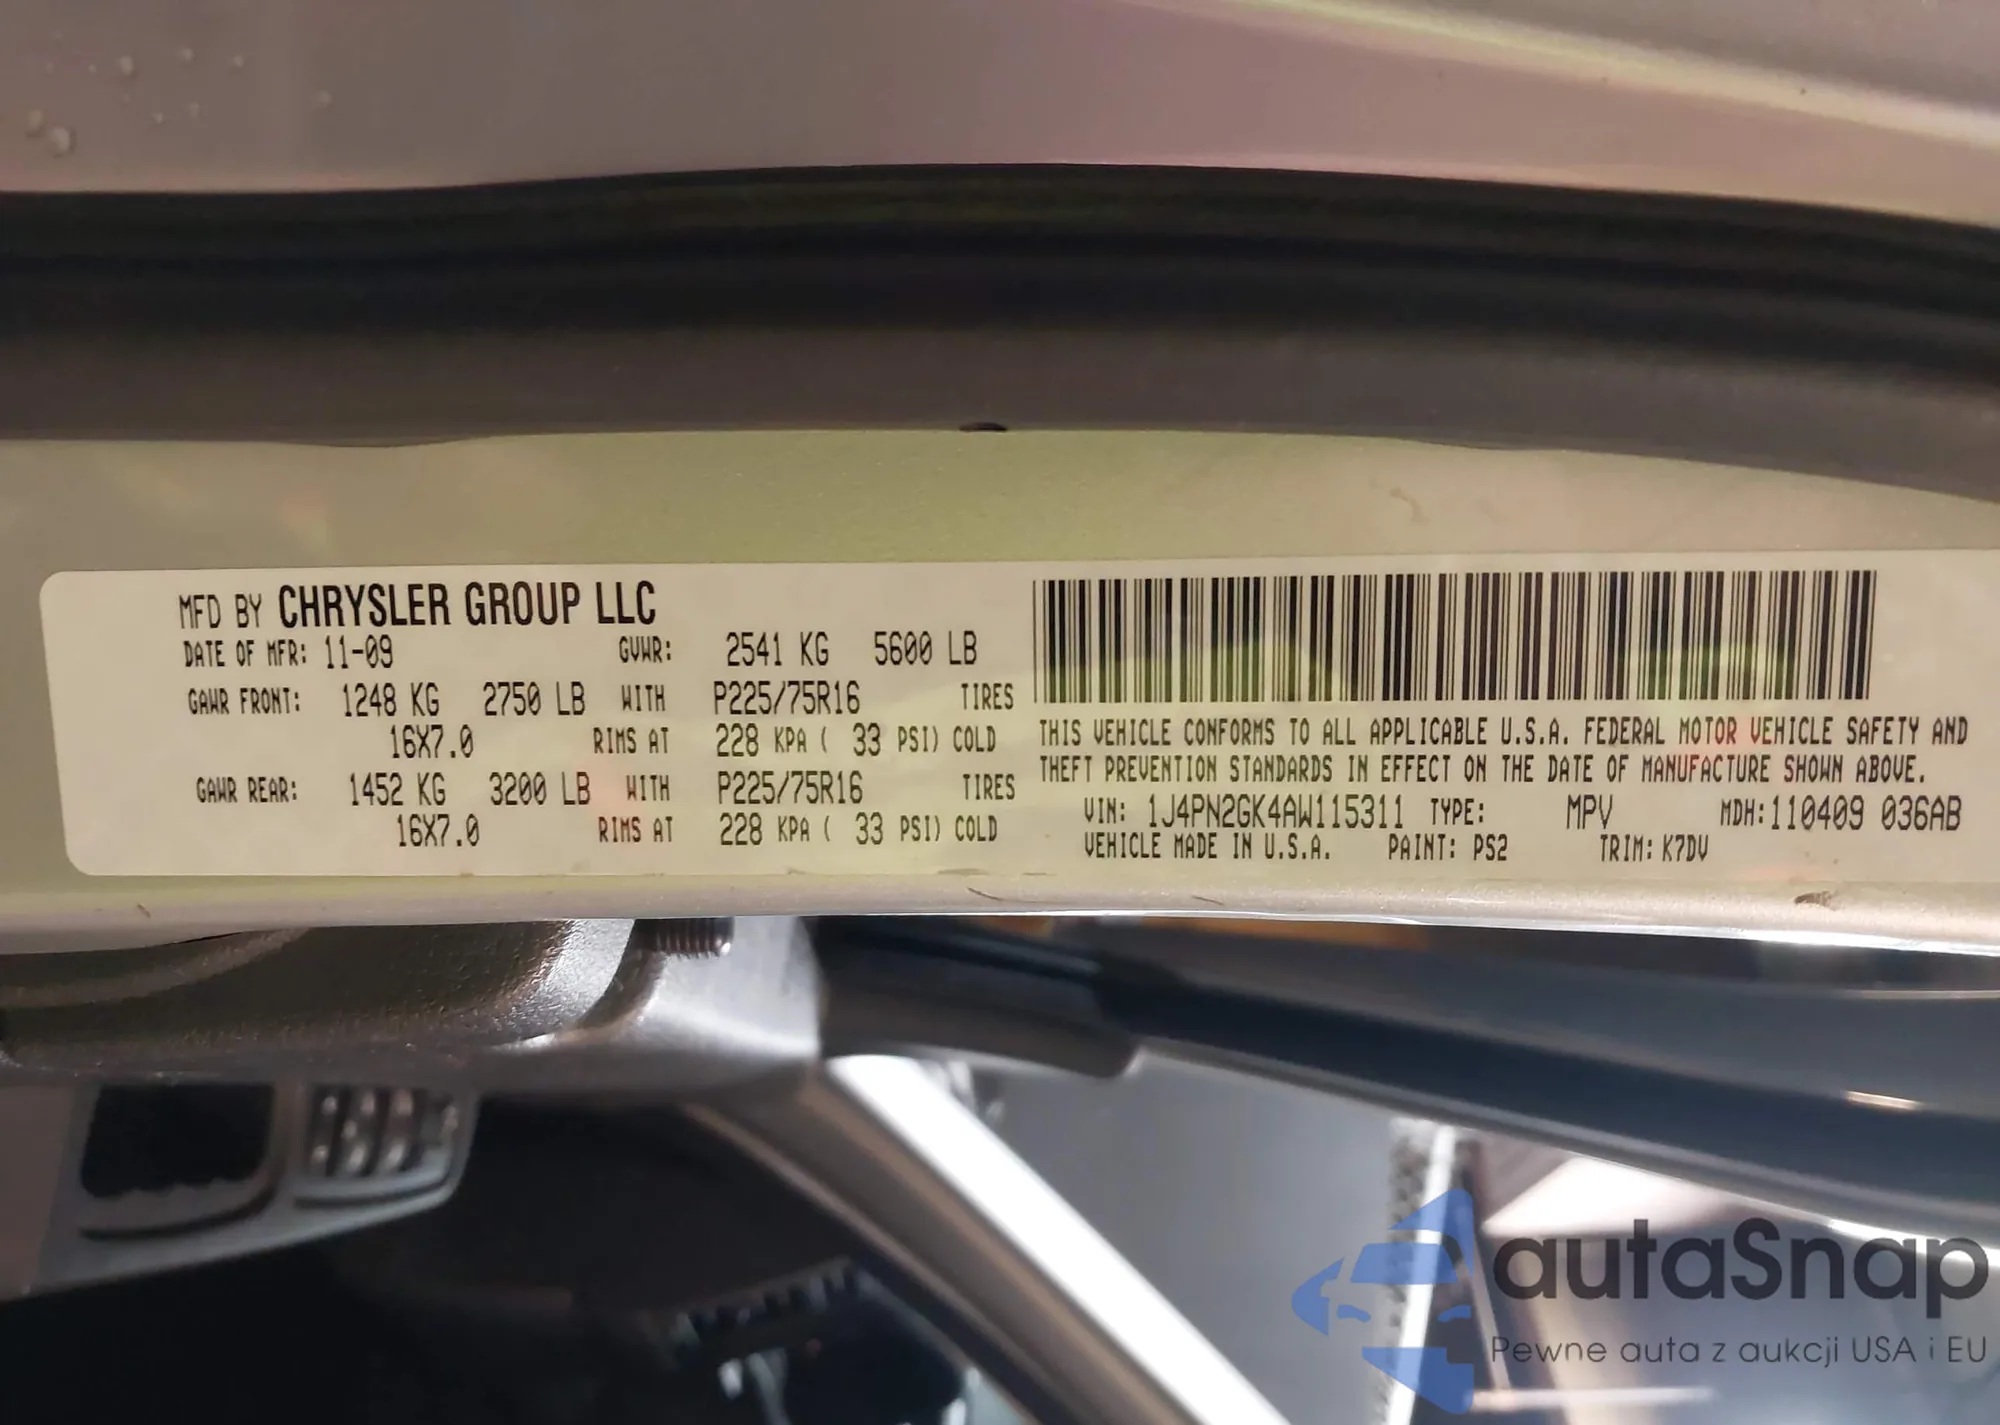 MFD BY CHRYSLER GROUP LLC
DATE OF MFR: 11-09 GVWR: 2541 KG 5600 LB
GAWR FRONT: 1248 KG 2750 LB WITH P225/75R16 TIRES
16X7.0 RIMS AT 228 KPA ( 33 PSI) COLD
GAWR REAR: 1452 KG 3200 LB WITH P225/75R16 TIRES
16X7.0 RIMS AT 228 KPA ( 33 PSI) COLD
THIS VEHICLE CONFORMS TO ALL APPLICABLE U.S.A. FEDERAL MOTOR VEHICLE SAFETY AND
THEFT PREVENTION STANDARDS IN EFFECT ON THE DATE OF MANUFACTURE SHOWN ABOVE.
VIN: 1J4PN2GK4AW115311 TYPE: MPV MDH:110409 036AB
VEHICLE MADE IN U.S.A. PAINT: PS2 TRIM: K7DV
autaSnap
Pewne auta z aukcji USA i EU